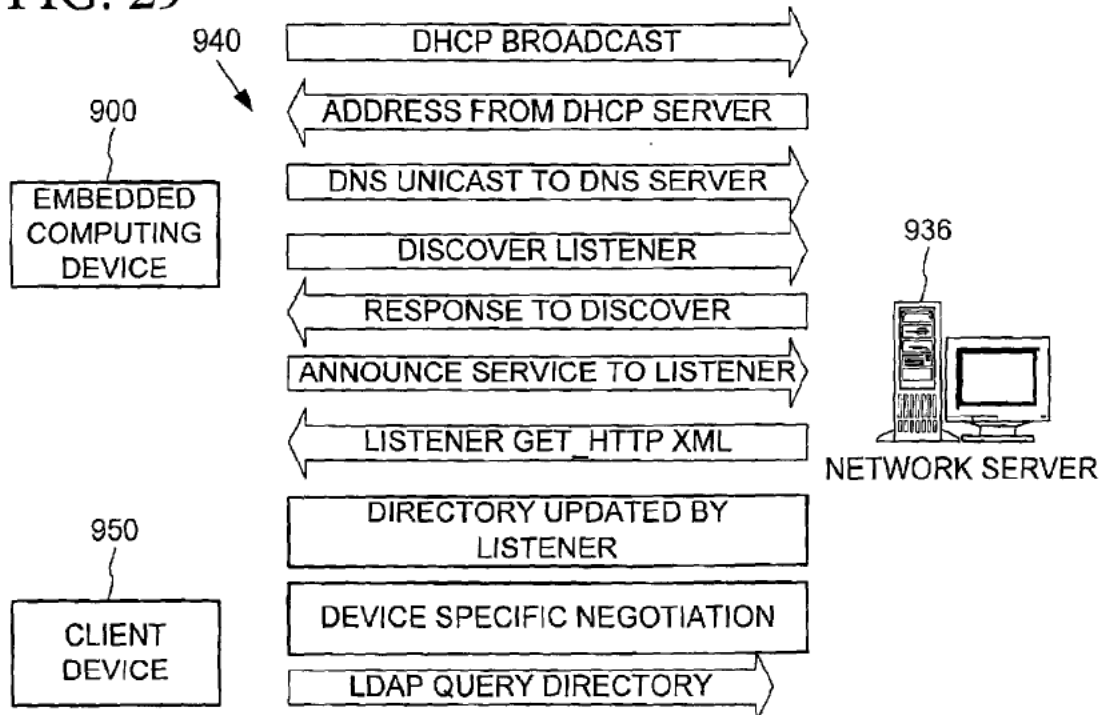 FIG. 29
940
DHCP BROADCAST
ADDRESS FROM DHCP SERVER
900
EMBEDDED
COMPUTING
DEVICE
DNS UNICAST TO DNS SERVER
DISCOVER LISTENER
RESPONSE TO DISCOVER
ANNOUNCE SERVICE TO LISTENER
LISTENER GET_HTTP XML
936
NETWORK SERVER
DIRECTORY UPDATED BY
LISTENER
950
CLIENT
DEVICE
DEVICE SPECIFIC NEGOTIATION
LDAP QUERY DIRECTORY